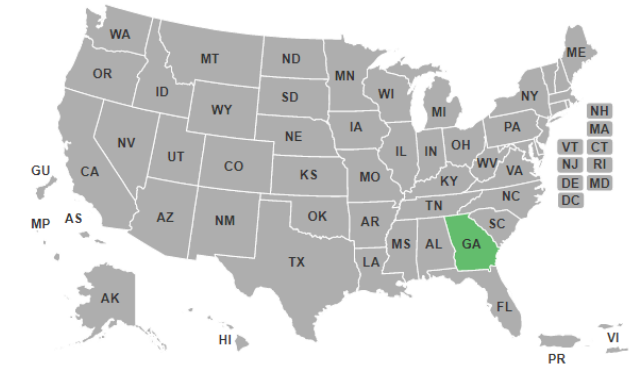 WA
MT
ND
MN
ME
OR
ID
SD
WI
MI
NY
NH
WY
MA
IA
PA
NV
NE
IL
IN
OH
VT CT
UT
CO
WV
NJ RI
GU
CA
KS
MO
KY
VA
DE MD
NC
DC
MP
AS
AZ
NM
OK
AR
TN
SC
MS
AL
GA
TX
LA
AK
FL
HI
VI
PR